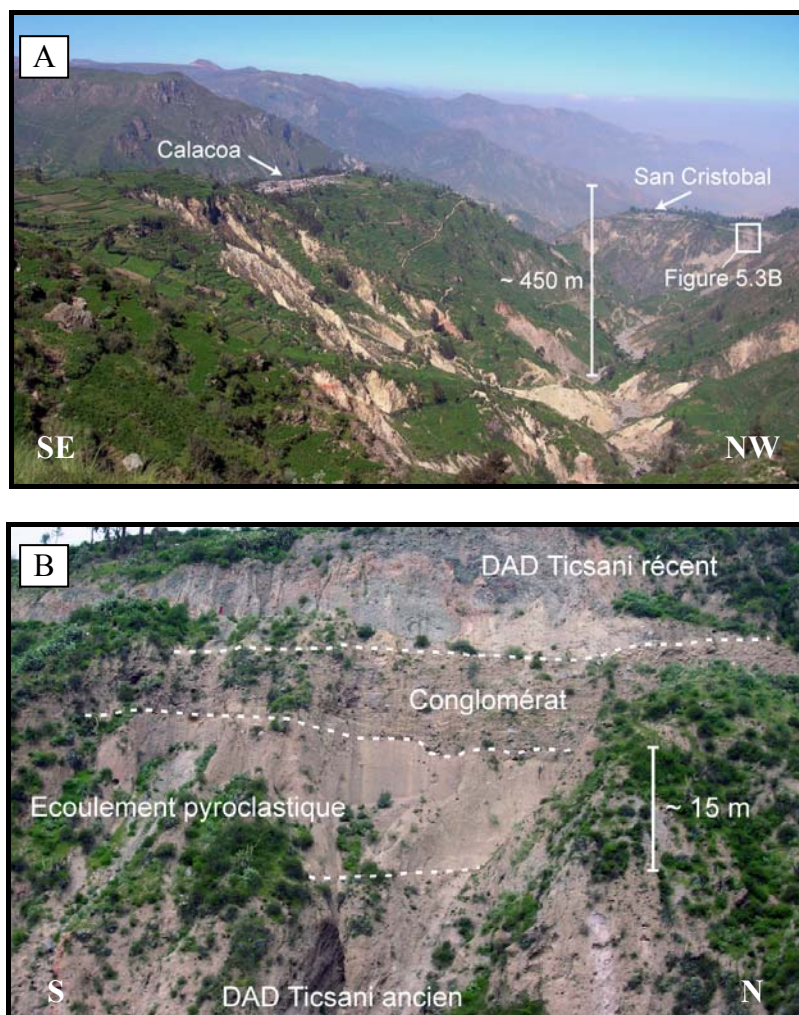 A
Calacoa
San Cristobal
~ 450 m
Figure 5.3B
SE
NW
B
DAD Ticsani récent
Conglomérat
Ecoulement pyroclastique
~ 15 m
S
DAD Ticsani ancien
N